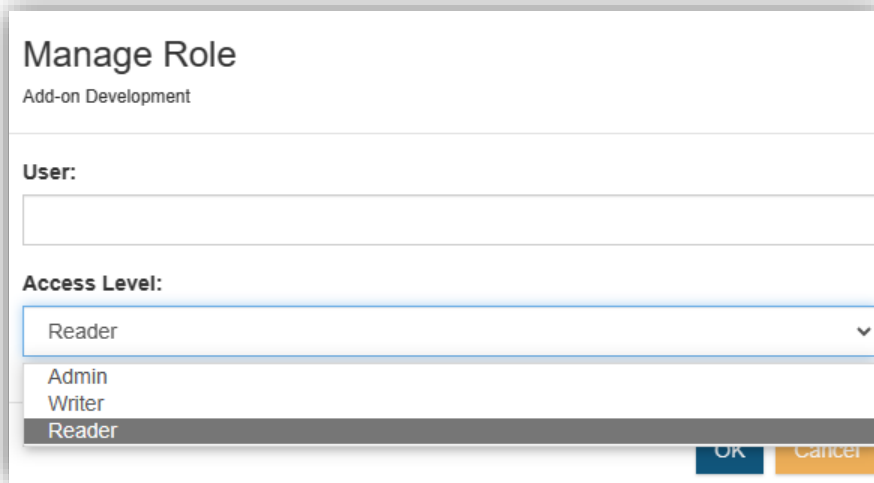 Manage Role
Add-on Development
User:
Access Level:
Reader
Admin
Writer
Reader
OK Cancel